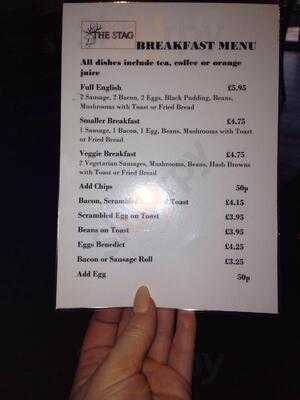 THE STAG
BREAKFAST MENU
All dishes include tea, coffee or orange
juice
Full English £5.95
2 Sausage, 2 Bacon, 2 Eggs, Black Pudding, Beans,
Mushrooms with Toast or Fried Bread
Smaller Breakfast £4.75
1 Sausage, 1 Bacon, 1 Egg, Beans, Mushrooms with Toast
or Fried Bread
Veggie Breakfast £4.75
2 Vegetarian Sausages, Mushrooms, Beans, Hash Browns
with Toast or Fried Bread
Add Chips 50p
Bacon, Scrambled Toast £4.15
Scrambled Egg on Toast £3.95
Beans on Toast £3.95
Eggs Benedict £4.25
Bacon or Sausage Roll £3.25
Add Egg 50p